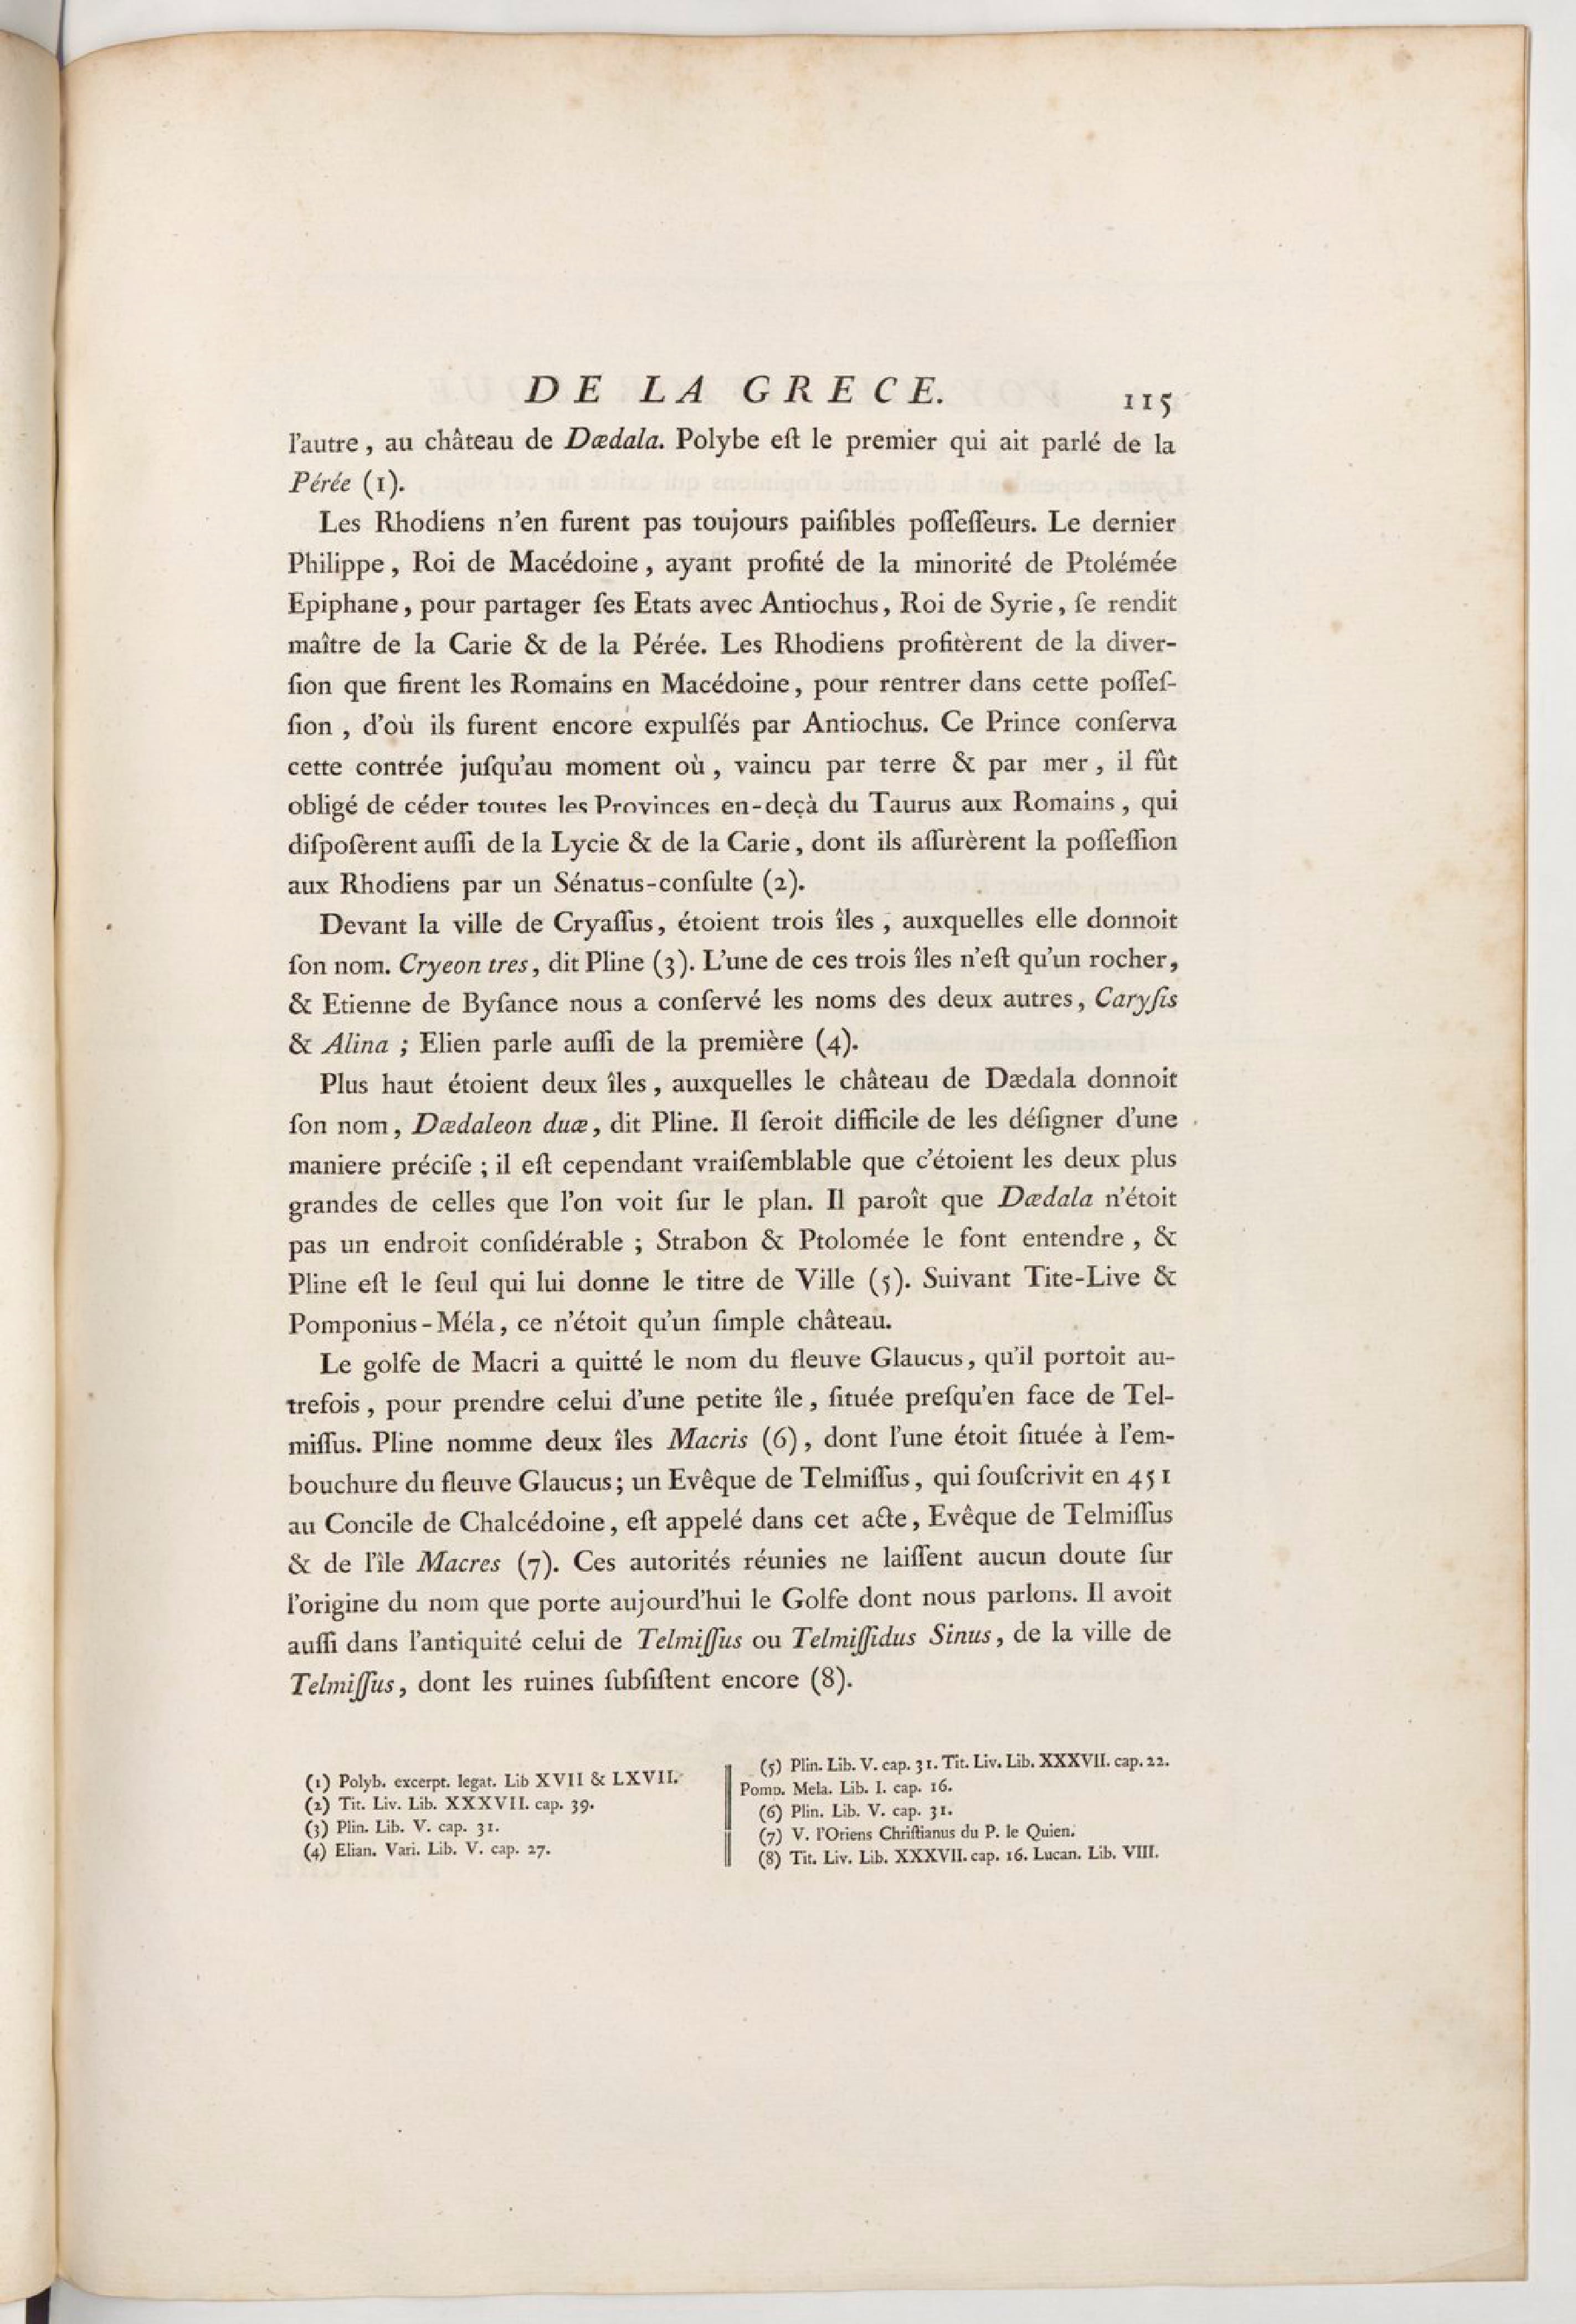 DE LA GRECE. 115
l'autre, au château de Dædala. Polybe eſt le premier qui ait parlé de la
Pérée (1).
Les Rhodiens n'en furent pas toujours paiſibles poſſeſſeurs. Le dernier
Philippe, Roi de Macédoine, ayant profité de la minorité de Ptolémée
Epiphane, pour partager ſes Etats avec Antiochus, Roi de Syrie, ſe rendit
maître de la Carie & de la Pérée. Les Rhodiens profitèrent de la diver-
ſion que firent les Romains en Macédoine, pour rentrer dans cette poſſeſ-
ſion, d'où ils furent encore expulſés par Antiochus. Ce Prince conſerva
cette contrée juſqu'au moment où, vaincu par terre & par mer, il fût
obligé de céder toutes les Provinces en-deçà du Taurus aux Romains, qui
diſpoſèrent auſſi de la Lycie & de la Carie, dont ils aſſurèrent la poſſeſſion
aux Rhodiens par un Sénatus-conſulte (2).
Devant la ville de Cryaſſus, étoient trois îles, auxquelles elle donnoit
ſon nom. Cryeon tres, dit Pline (3). L'une de ces trois îles n'eſt qu'un rocher,
& Etienne de Byſance nous a conſervé les noms des deux autres, Caryſis
& Alina ; Elien parle auſſi de la première (4).
Plus haut étoient deux îles, auxquelles le château de Dædala donnoit
ſon nom, Dædaleon duæ, dit Pline. Il ſeroit difficile de les déſigner d'une
maniere préciſe ; il eſt cependant vraiſemblable que c'étoient les deux plus
grandes de celles que l'on voit ſur le plan. Il paroît que Dædala n'étoit
pas un endroit conſidérable ; Strabon & Ptolomée le font entendre, &
Pline eſt le ſeul qui lui donne le titre de Ville (5). Suivant Tite-Live &
Pomponius-Méla, ce n'étoit qu'un ſimple château.
Le golfe de Macri a quitté le nom du fleuve Glaucus, qu'il portoit au-
trefois, pour prendre celui d'une petite île, ſituée preſqu'en face de Tel-
miſſus. Pline nomme deux îles Macris (6), dont l'une étoit ſituée à l'em-
bouchure du fleuve Glaucus; un Evêque de Telmiſſus, qui ſouſcrivit en 451
au Concile de Chalcédoine, eſt appelé dans cet acte, Evêque de Telmiſſus
& de l'île Macres (7). Ces autorités réunies ne laiſſent aucun doute ſur
l'origine du nom que porte aujourd'hui le Golfe dont nous parlons. Il avoit
auſſi dans l'antiquité celui de Telmiſſus ou Telmiſſidus Sinus, de la ville de
Telmiſſus, dont les ruines ſubſiſtent encore (8).
(1) Polyb. excerpt. legat. Lib XVII & LXVII.
(2) Tit. Liv. Lib. XXXVII. cap. 39.
(3) Plin. Lib. V. cap. 31.
(4) Elian. Vari. Lib. V. cap. 27.
(5) Plin. Lib. V. cap. 31. Tit. Liv. Lib. XXXVII. cap. 22.
Pomp. Mela. Lib. I. cap. 16.
(6) Plin. Lib. V. cap. 31.
(7) V. l'Oriens Chriſtianus du P. le Quien.
(8) Tit. Liv. Lib. XXXVII. cap. 16. Lucan. Lib. VIII.